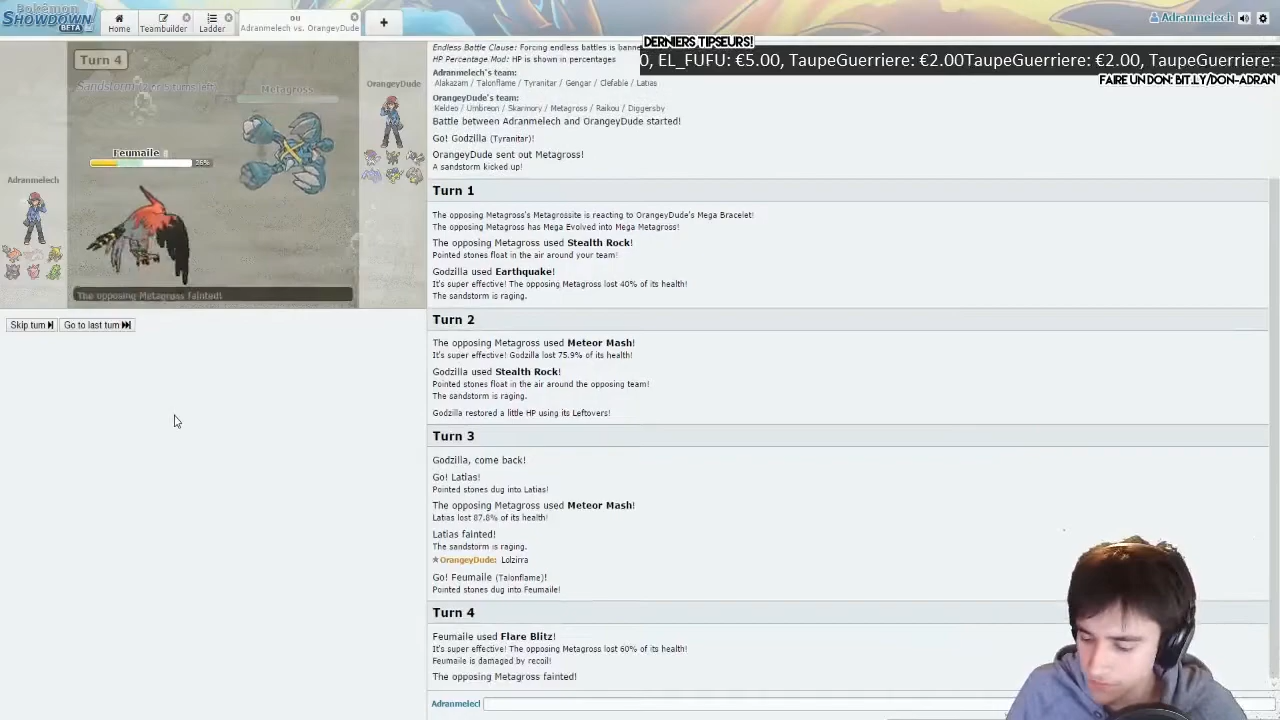 Pokémon
Showdown
BETA
Home
Teambuilder
Ladder
ou
Adranmelech vs. OrangeyDude
+
Adranmelech
DERNIERS TIPSEURS!
0, EL_FUFU: €5.00, TaupeGuerriere: €2.00TaupeGuerriere: €2.00, TaupeGuerriere:
FAIRE UN DON: BIT.LY/DON-ADRAN
Turn 4
Metagross
OrangeyDude
Feumaile
26%
Adranmelech
The opposing Metagross fainted!
Skip turn
Go to last turn
Endless Battle Clause: Forcing endless battles is banned
HP Percentage Mod: HP is shown in percentages
Adranmelech's team:
Alakazam / Talonflame / Tyranitar / Gengar / Clefable / Latias
OrangeyDude's team:
Keldeo / Umbreon / Skarmory / Metagross / Raikou / Diggersby
Battle between Adranmelech and OrangeyDude started!
Go! Godzilla (Tyranitar)!
OrangeyDude sent out Metagross!
A sandstorm kicked up!
Turn 1
The opposing Metagross's Metagrossite is reacting to OrangeyDude's Mega Bracelet!
The opposing Metagross has Mega Evolved into Mega Metagross!
The opposing Metagross used Stealth Rock!
Pointed stones float in the air around your team!
Godzilla used Earthquake!
It's super effective! The opposing Metagross lost 40% of its health!
The sandstorm is raging.
Turn 2
The opposing Metagross used Meteor Mash!
It's super effective! Godzilla lost 75.9% of its health!
Godzilla used Stealth Rock!
Pointed stones float in the air around the opposing team!
The sandstorm is raging.
Godzilla restored a little HP using its Leftovers!
Turn 3
Godzilla, come back!
Go! Latias!
Pointed stones dug into Latias!
The opposing Metagross used Meteor Mash!
Latias lost 87.8% of its health!
Latias fainted!
The sandstorm is raging.
★OrangeyDude: Lolzirra
Go! Feumaile (Talonflame)!
Pointed stones dug into Feumaile!
Turn 4
Feumaile used Flare Blitz!
It's super effective! The opposing Metagross lost 60% of its health!
Feumaile is damaged by recoil!
The opposing Metagross fainted!
Adranmelecl